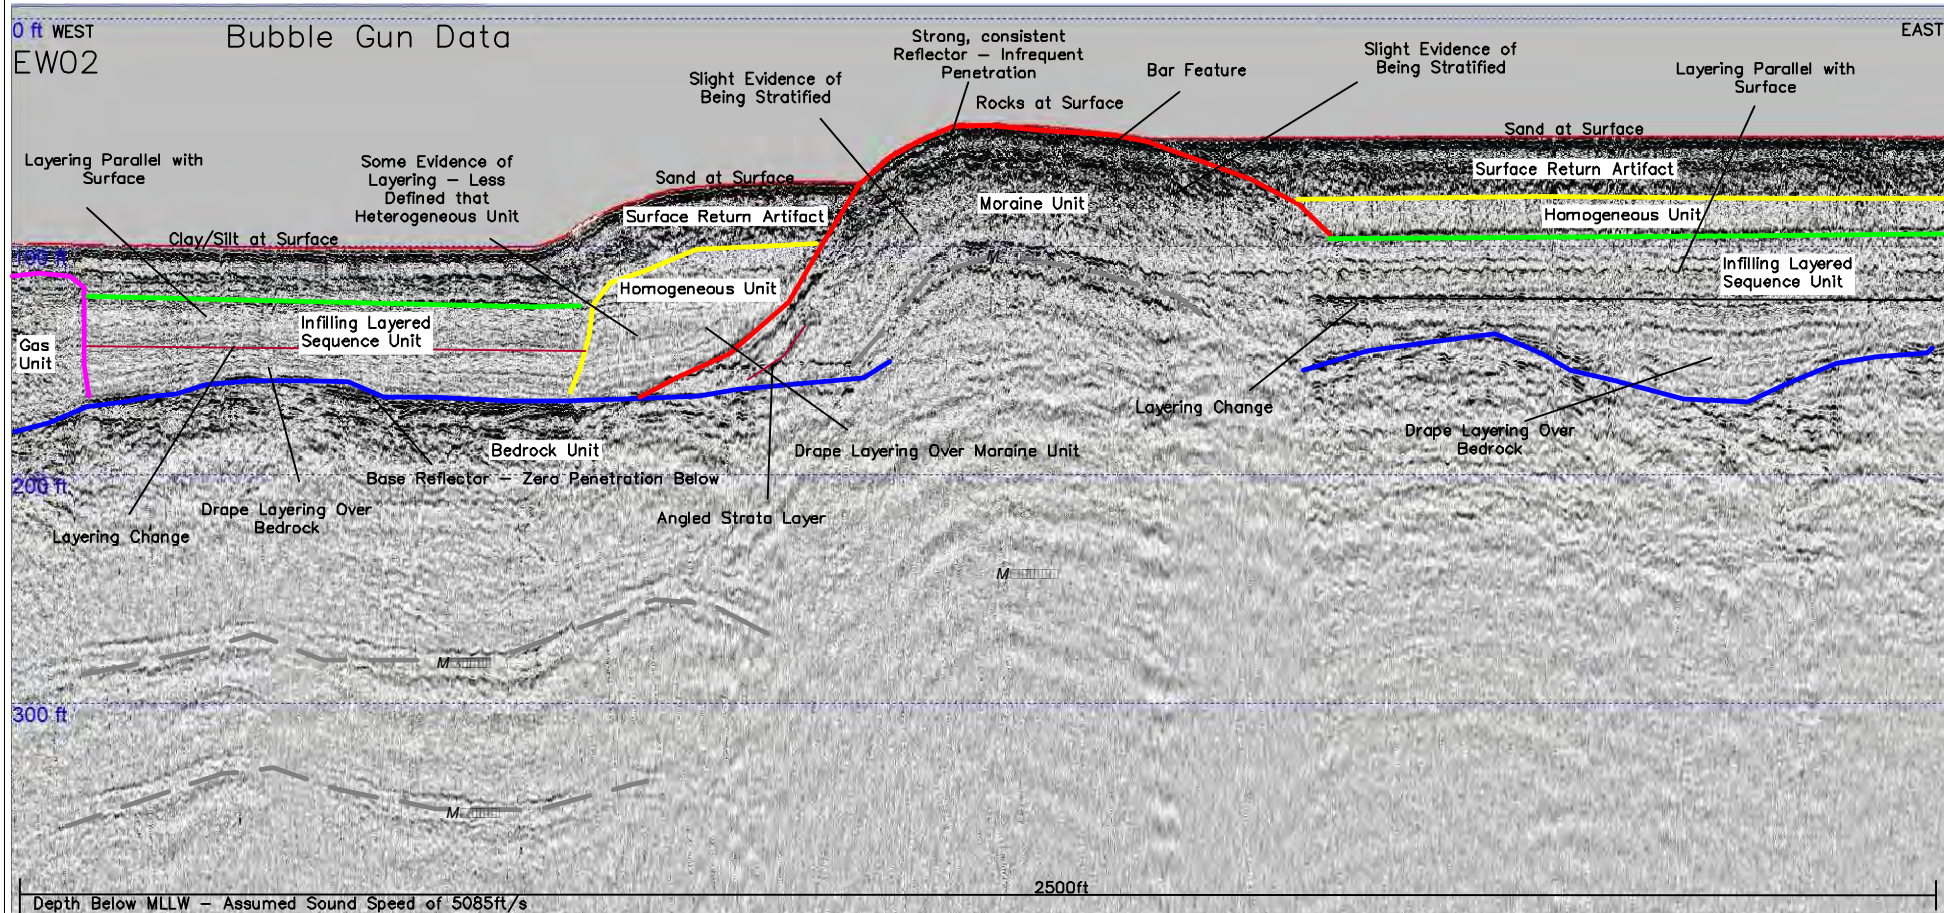 0 ft WEST
EW02
Bubble Gun Data
EAST
Strong, consistent
Reflector – Infrequent
Penetration
Slight Evidence of
Being Stratified
Bar Feature
Slight Evidence of
Being Stratified
Layering Parallel with
Surface
Rocks at Surface
Sand at Surface
Layering Parallel with
Surface
Some Evidence of
Layering – Less
Defined that
Heterogeneous Unit
Sand at Surface
Surface Return Artifact
Surface Return Artifact
Moraine Unit
Homogeneous Unit
Clay/Silt at Surface
100 ft
M
Homogeneous Unit
Infilling Layered
Sequence Unit
Infilling Layered
Sequence Unit
Gas
Unit
Layering Change
Drape Layering Over
Bedrock
Bedrock Unit
Drape Layering Over Moraine Unit
Base Reflector – Zero Penetration Below
200 ft
Drape Layering Over
Bedrock
Angled Strata Layer
Layering Change
M
M
300 ft
M
2500ft
Depth Below MLLW – Assumed Sound Speed of 5085ft/s